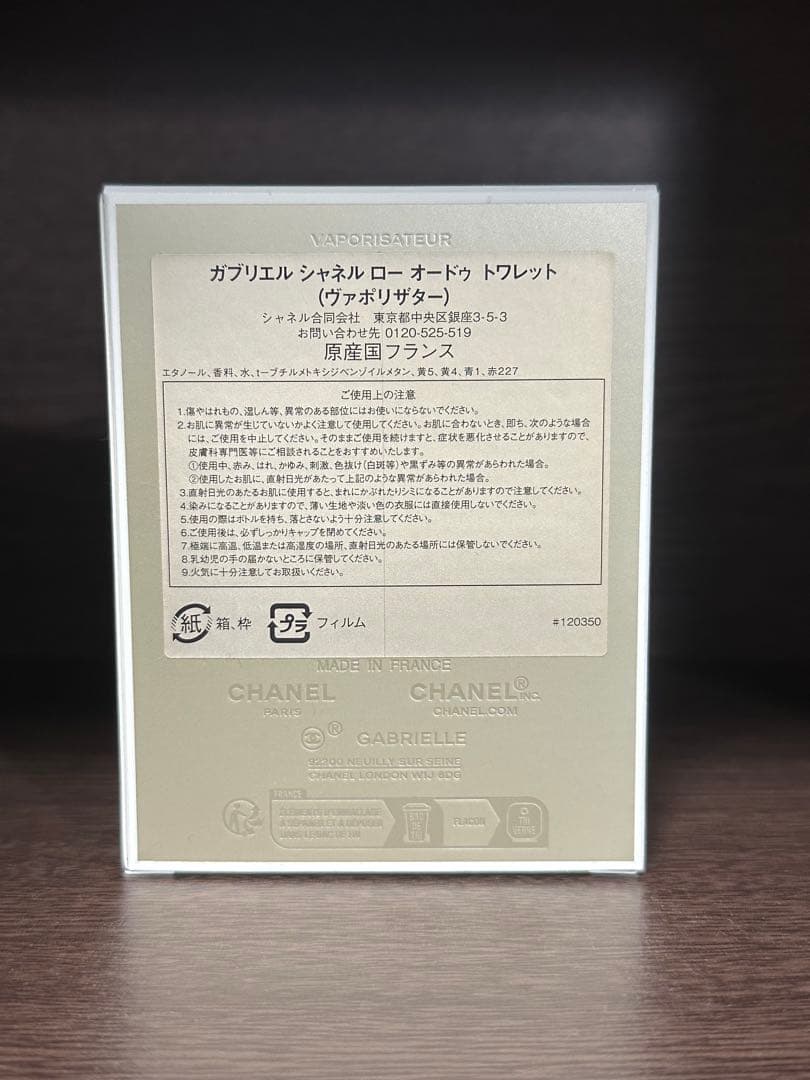 VAPORISATEUR
ガブリエル シャネル ロー オードゥ トワレット
(ヴァポリザター)
シャネル合同会社 東京都中央区銀座3-5-3
お問い合わせ先 0120-525-519
原産国フランス
エタノール、香料、水、t-ブチルメトキシジベンゾイルメタン、黄5、黄4、青1、赤227
ご使用上の注意
1.傷やはれもの、湿しん等、異常のある部位にはお使いにならないでください。
2.お肌に異常が生じていないかよく注意して使用してください。お肌に合わないとき、即ち、次のような場合
には、ご使用を中止してください。そのままご使用を続けますと、症状を悪化させることがありますので、
皮膚科専門医等にご相談されることをおすすめいたします。
①使用中、赤み、はれ、かゆみ、刺激、色抜け(白斑等)や黒ずみ等の異常があらわれた場合。
②使用したお肌に、直射日光があたって上記のような異常があらわれた場合。
3.直射日光のあたるお肌に使用すると、まれにかぶれたりシミになることがありますので注意してください。
4.染みになることがありますので、薄い生地や淡い色の衣服には直接使用しないでください。
5.使用の際はボトルを持ち、落とさないよう十分注意してください。
6.ご使用後は、必ずしっかりキャップを閉めてください。
7.極端に高温、低温または高湿度の場所、直射日光のあたる場所には保管しないでください。
8.乳幼児の手の届かないところに保管してください。
9.火気に十分注意してお取扱いください。
紙 箱、枠 プラ フィルム #120350
MADE IN FRANCE
CHANEL CHANEL® INC.
PARIS CHANEL.COM
® GABRIELLE
92200 NEUILLY SUR SEINE
CHANEL LONDON W1J 6DG
FRANCE
ÉLÉMENTS D'EMBALLAGE
À SÉPARER ET À DÉPOSER
DANS LE BAC DE TRI
BAC DE TRI
FLACON
TRI VERRE